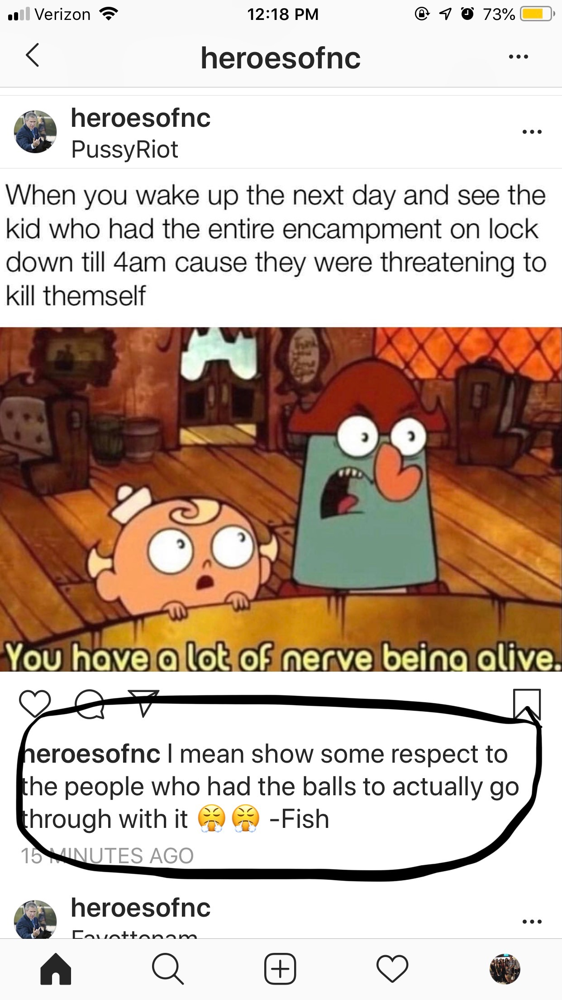 Verizon 12:18 PM 73%
heroesofnc
heroesofnc
PussyRiot
When you wake up the next day and see the
kid who had the entire encampment on lock
down till 4am cause they were threatening to
kill themself
You have a lot of nerve being alive.
heroesofnc I mean show some respect to
the people who had the balls to actually go
through with it 😤😤 -Fish
15 MINUTES AGO
heroesofnc
Fayettenam